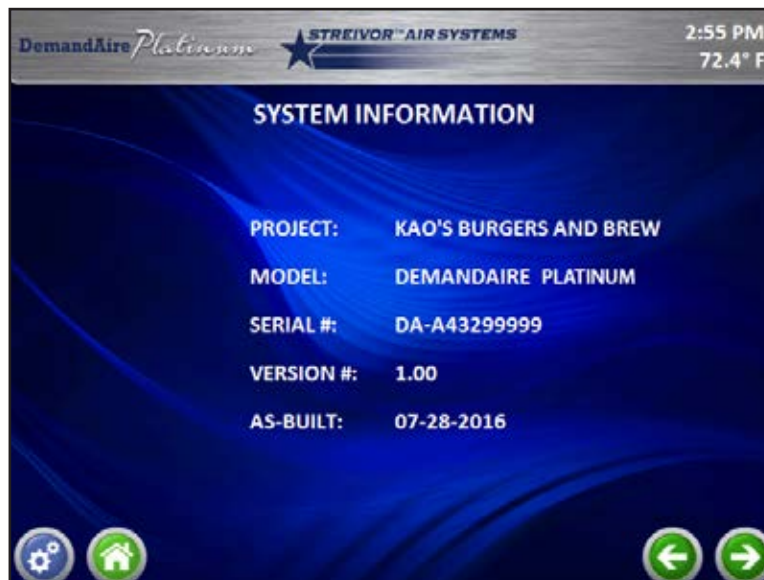 DemandAire Platinum
STREIVOR™ AIR SYSTEMS
2:55 PM
72.4° F
SYSTEM INFORMATION
PROJECT: KAO'S BURGERS AND BREW
MODEL: DEMANDAIRE PLATINUM
SERIAL #: DA-A43299999
VERSION #: 1.00
AS-BUILT: 07-28-2016